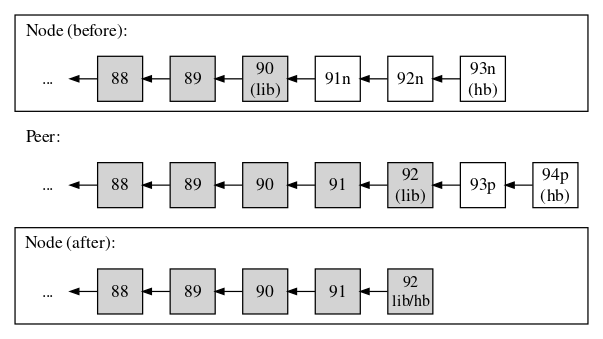 Node (before):
... 88 89 90 (lib) 91n 92n 93n (hb)
Peer:
... 88 89 90 91 92 (lib) 93p 94p (hb)
Node (after):
... 88 89 90 91 92 lib/hb